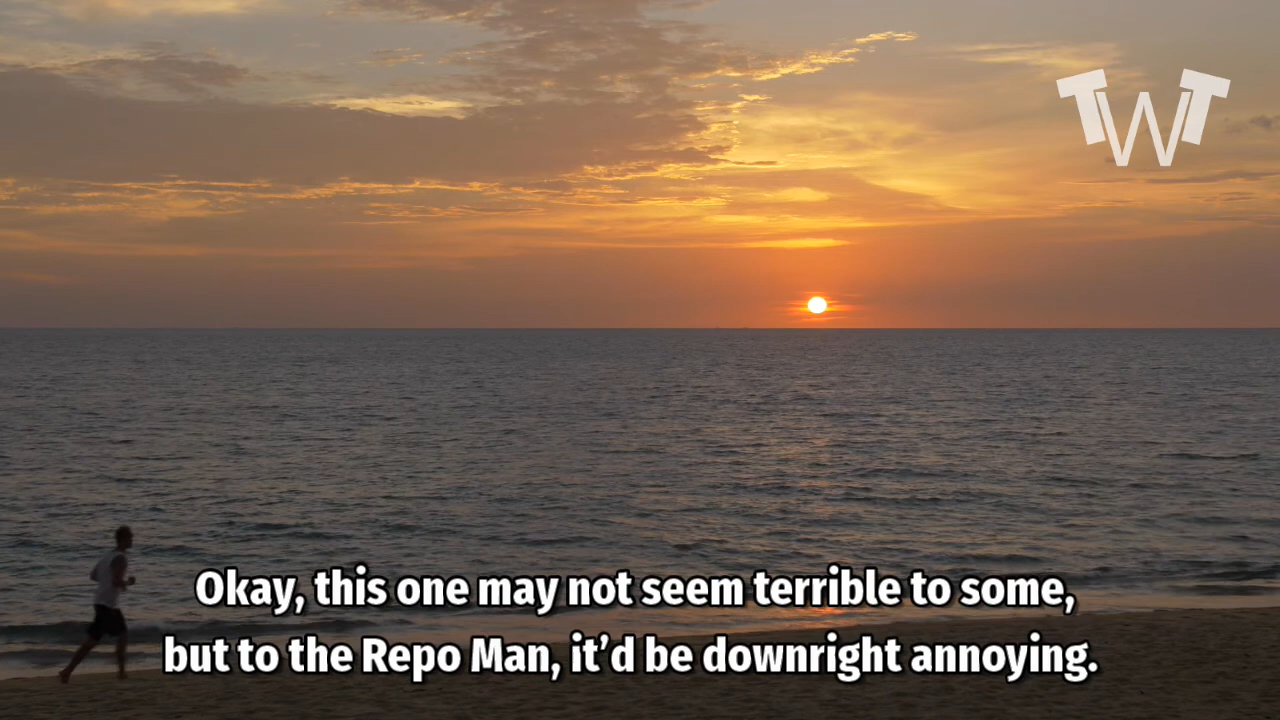 TWT
Okay, this one may not seem terrible to some,
but to the Repo Man, it’d be downright annoying.